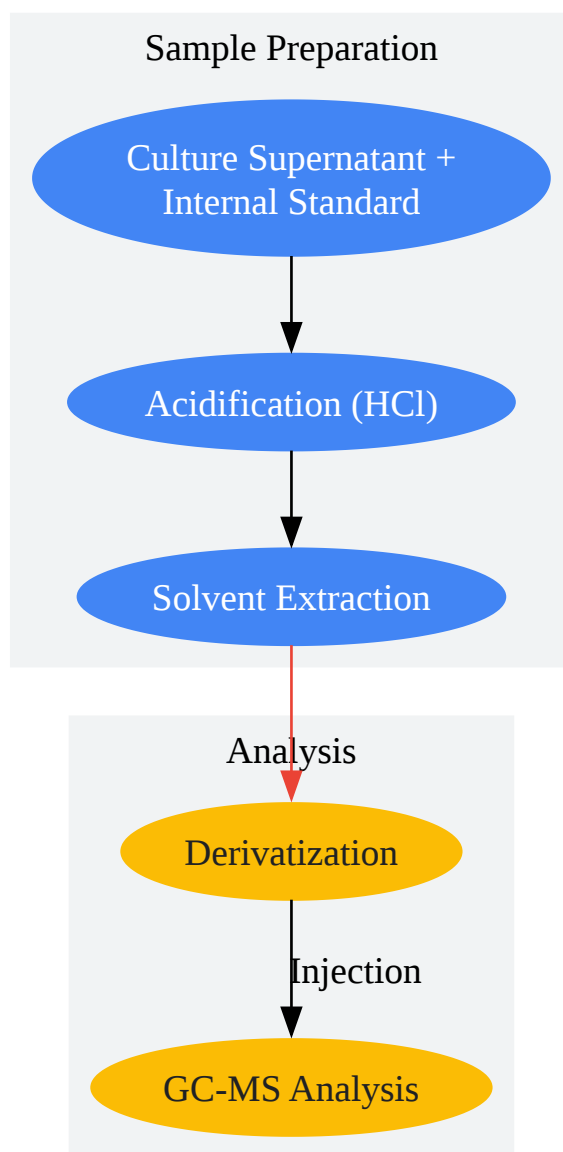 Sample Preparation
Culture Supernatant +
Internal Standard
Acidification (HCl)
Solvent Extraction
Analysis
Derivatization
Injection
GC-MS Analysis